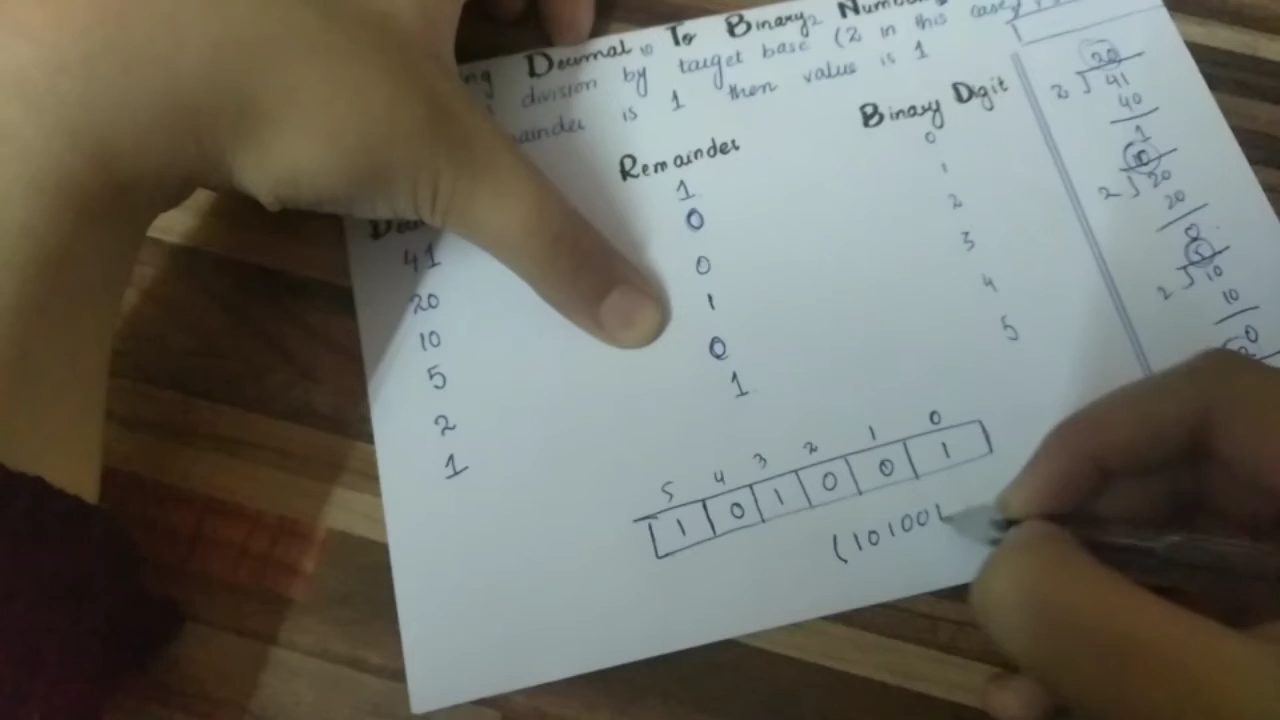 Decimal 10 To Binary 2
division by target base (2 in this case)
is 1 then value is 1
Remainder Binary Digit
41 1 0
20 0 1
10 0 2
5 1 3
2 0 4
1 1 5
5 4 3 2 1 0
1 0 1 0 0 1
(101001
20
2 41
40
1
10
2 20
20
0
5
2 10
10
0